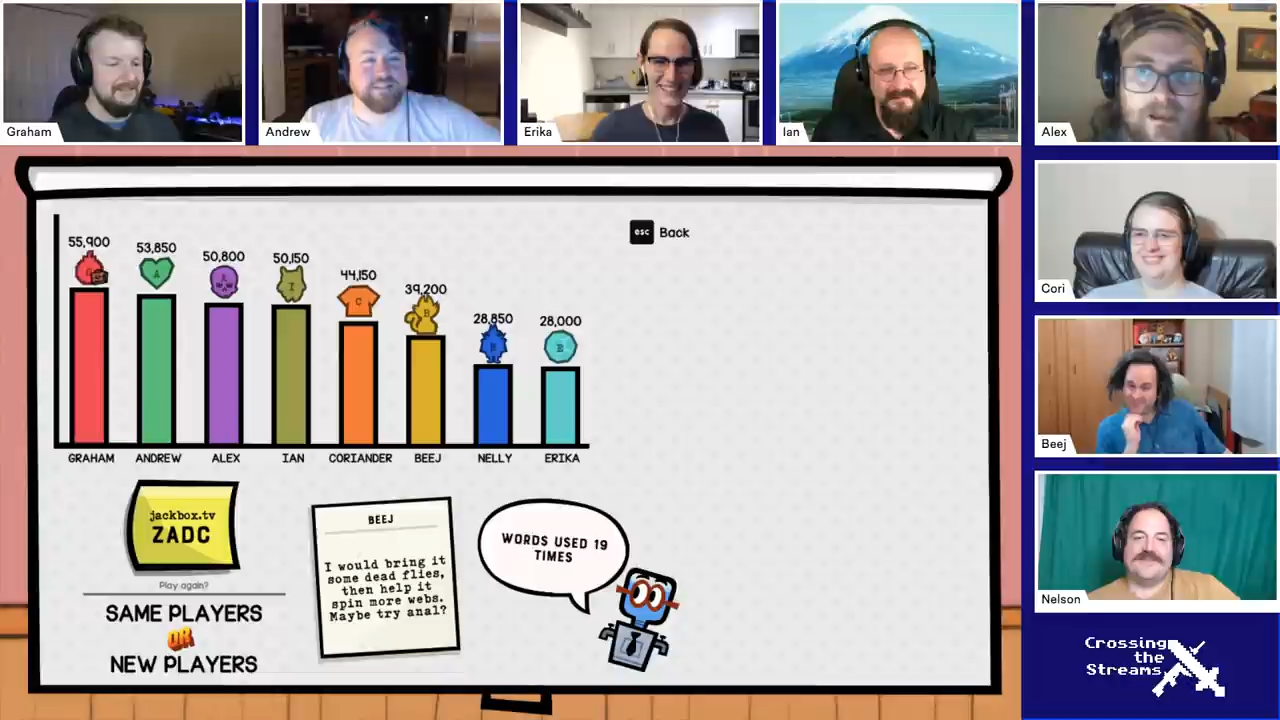 Graham
Andrew
Erika
Ian
Alex
Cori
Beej
Nelson
esc Back
55,900
53,850
50,800
50,150
44,150
39,200
28,850
28,000
A
C
B
GRAHAM
ANDREW
ALEX
IAN
CORIANDER
BEEJ
NELLY
ERIKA
jackbox.tv
ZADC
Play again?
SAME PLAYERS
OR
NEW PLAYERS
BEEJ
I would bring it
some dead flies,
then help it
spin more webs.
Maybe try anal?
WORDS USED 19
TIMES
Crossing
the
Streams